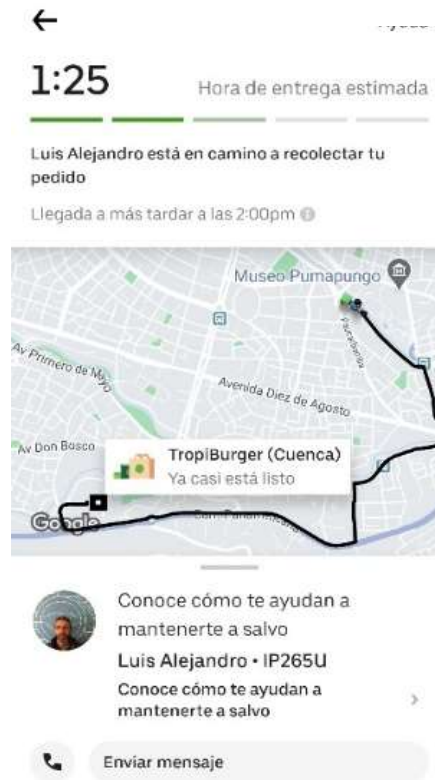 1:25
Hora de entrega estimada
Luis Alejandro está en camino a recolectar tu
pedido
Llegada a más tardar a las 2:00pm
Museo Pumapungo
Av Primero de Mayo
Avenida Diez de Agosto
Av Don Bosco
TropiBurger (Cuenca)
Ya casi está listo
Google
Conoce cómo te ayudan a
mantenerte a salvo
Luis Alejandro • IP265U
Conoce cómo te ayudan a
mantenerte a salvo
Enviar mensaje